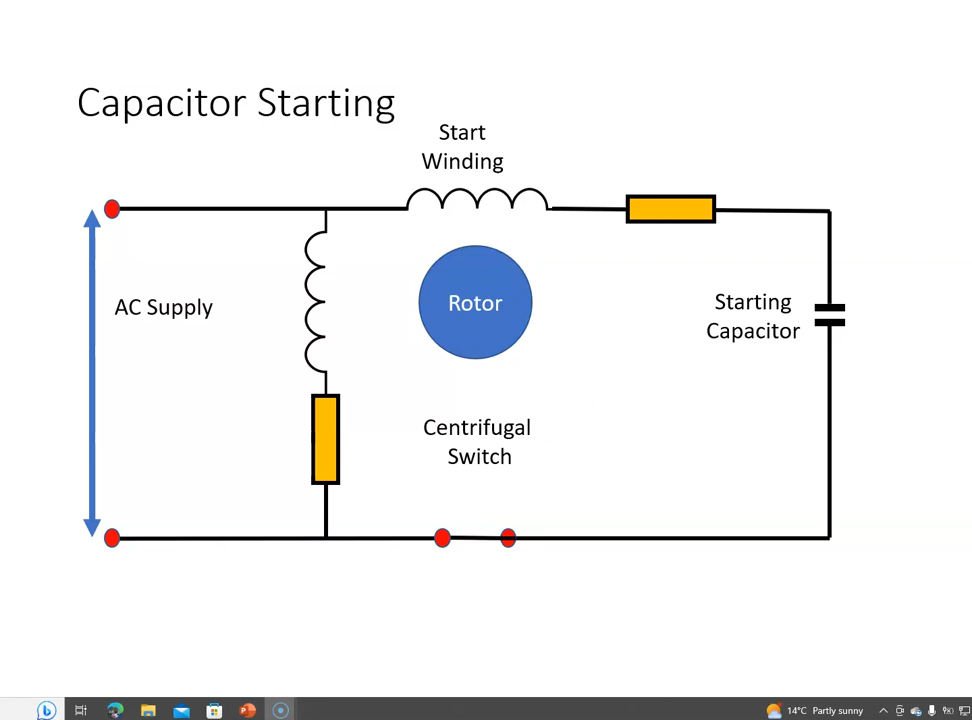 Capacitor Starting
Start
Winding
AC Supply
Rotor
Starting
Capacitor
Centrifugal
Switch
14°C Partly sunny